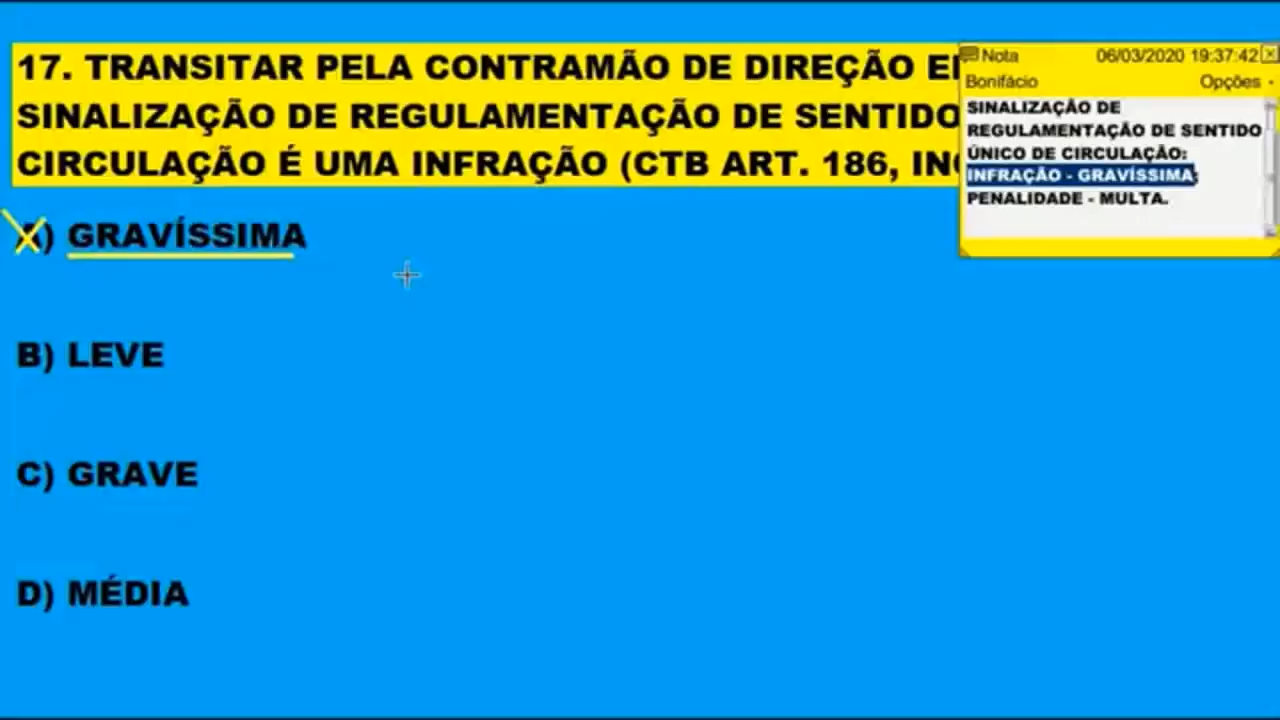 17. TRANSITAR PELA CONTRAMÃO DE DIREÇÃO
SINALIZAÇÃO DE REGULAMENTAÇÃO DE SENTIDO
CIRCULAÇÃO É UMA INFRAÇÃO (CTB ART. 186,
A) GRAVÍSSIMA
B) LEVE
C) GRAVE
D) MÉDIA
Nota 06/03/2020 19:37:42
Bonifácio Opções
SINALIZAÇÃO DE
REGULAMENTAÇÃO DE SENTIDO
ÚNICO DE CIRCULAÇÃO:
INFRAÇÃO - GRAVÍSSIMA;
PENALIDADE - MULTA.